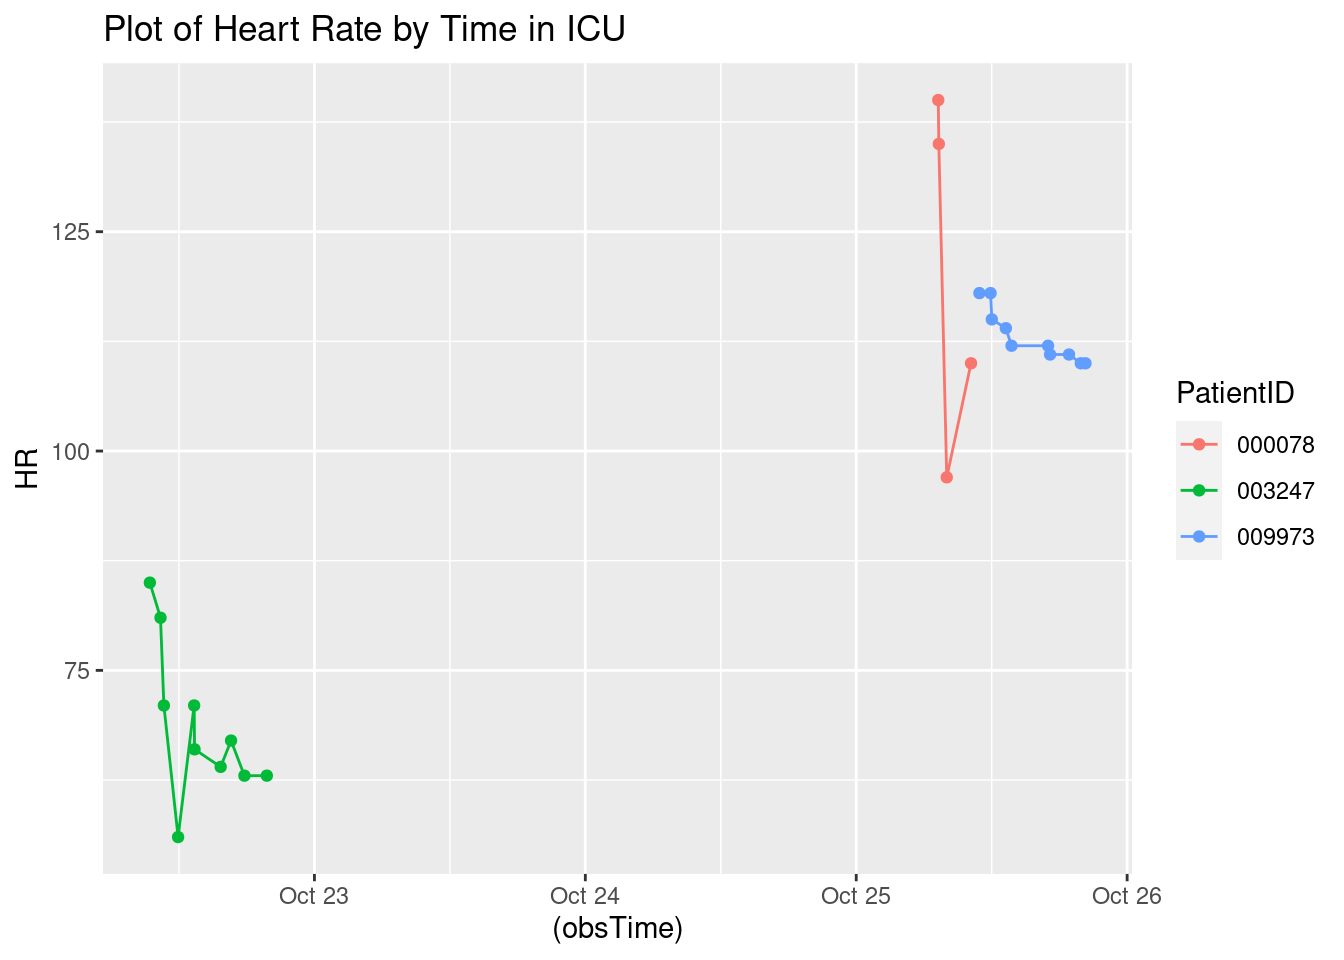 Plot of Heart Rate by Time in ICU
HR
125
100
75
Oct 23
Oct 24
Oct 25
Oct 26
(obsTime)
PatientID
000078
003247
009973